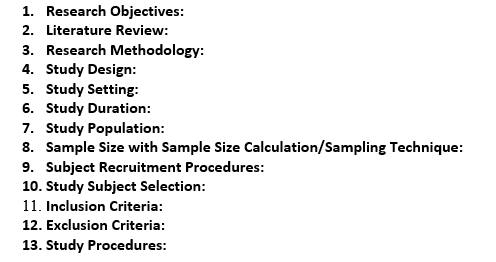 1. Research Objectives:
2. Literature Review:
3. Research Methodology:
4. Study Design:
5. Study Setting:
6. Study Duration:
7. Study Population:
8. Sample Size with Sample Size Calculation/Sampling Technique:
9. Subject Recruitment Procedures:
10. Study Subject Selection:
11. Inclusion Criteria:
12. Exclusion Criteria:
13. Study Procedures: